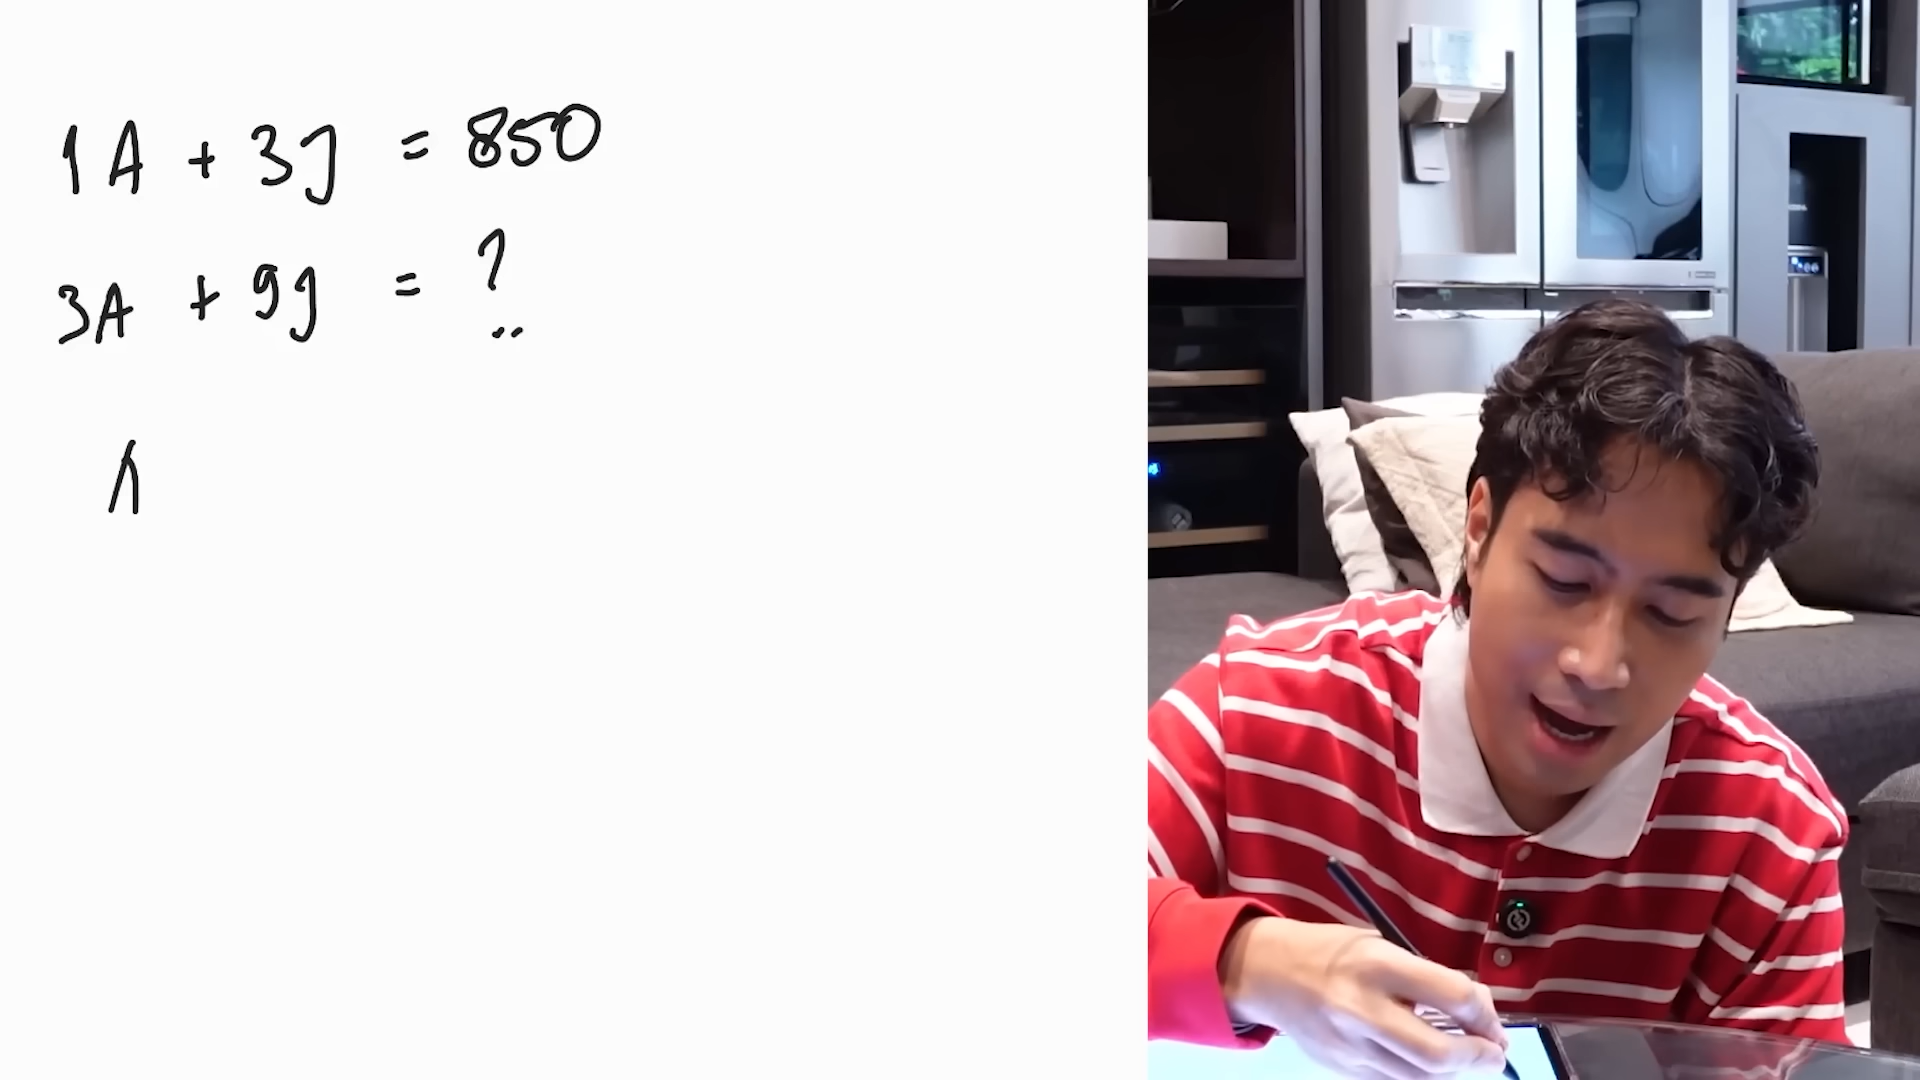 1A + 3J = 850
3A + 9J = ?
A